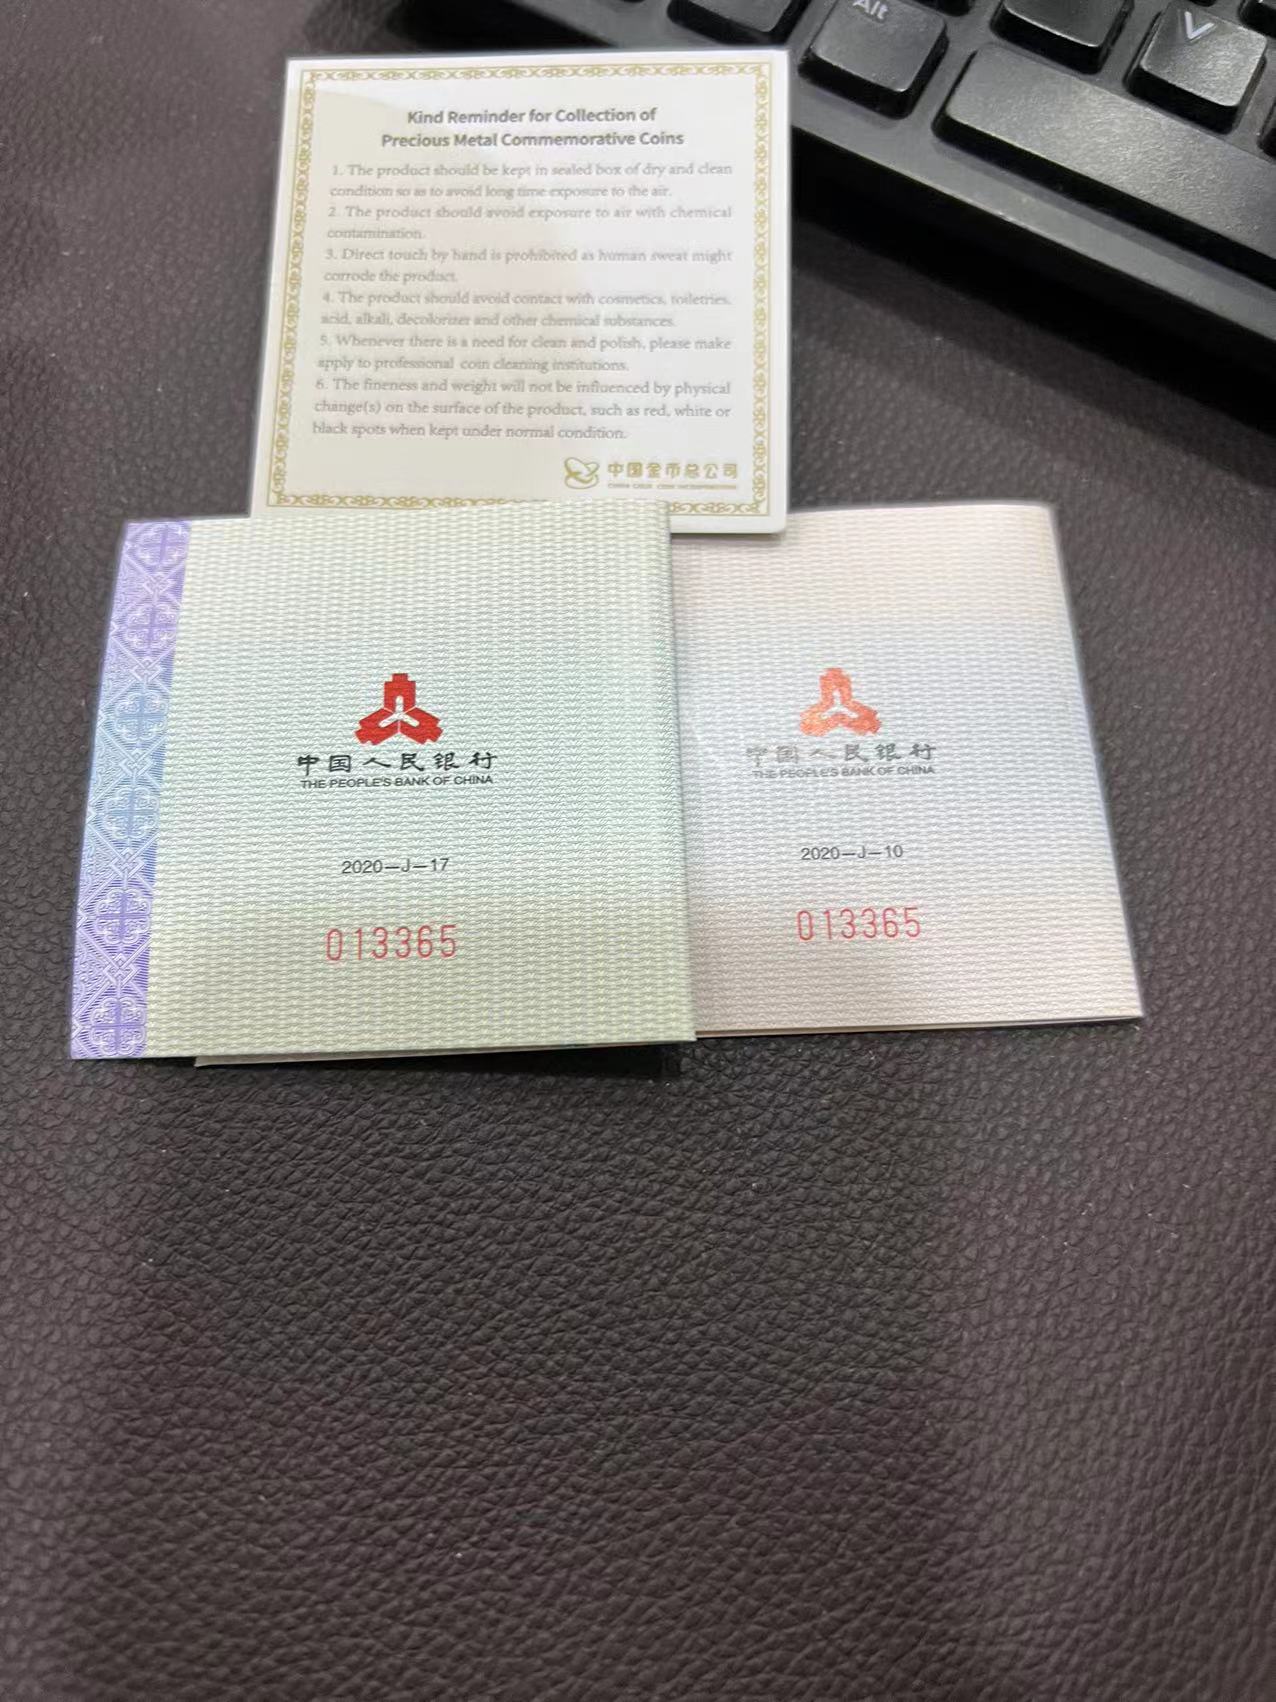 Alt
V
Kind Reminder for Collection of
Precious Metal Commemorative Coins
1. The product should be kept in sealed box of dry and clean
condition so as to avoid long time exposure to the air.
2. The product should avoid exposure to air with chemical
contamination.
3. Direct touch by hand is prohibited as human sweat might
corrode the product.
4. The product should avoid contact with cosmetics, toiletries,
acid, alkali, decolorizer and other chemical substances.
5. Whenever there is a need for clean and polish, please make
apply to professional coin cleaning institutions.
6. The fineness and weight will not be influenced by physical
change(s) on the surface of the product, such as red, white or
black spots when kept under normal condition.
中国金币总公司
CHINA GOLD COIN INCORPORATION
中国人民银行
THE PEOPLE'S BANK OF CHINA
2020—J—17
013365
中国人民银行
THE PEOPLE'S BANK OF CHINA
2020—J—10
013365